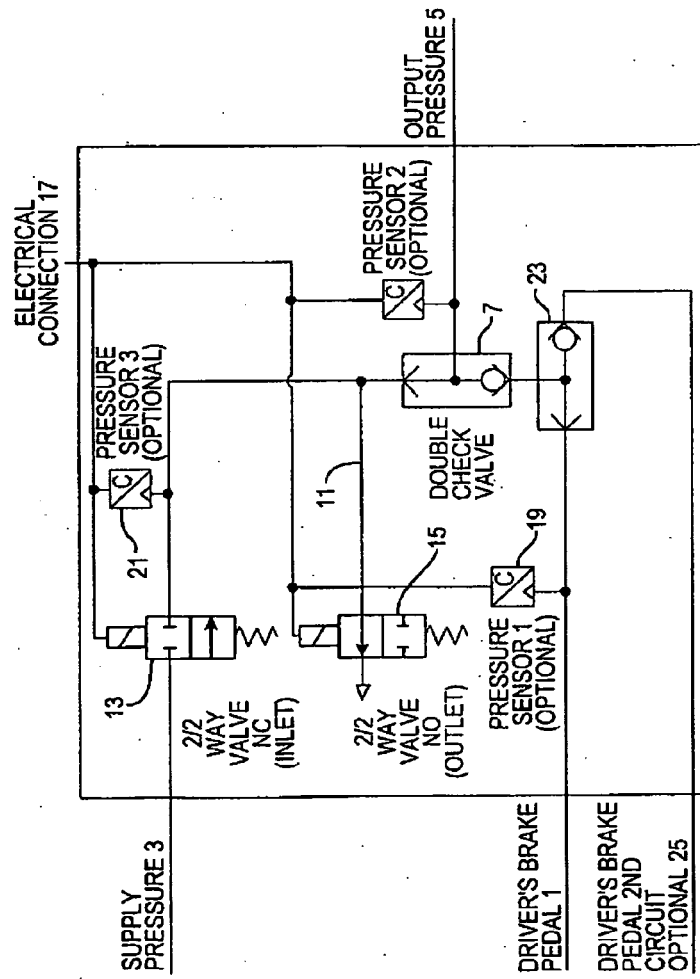 ELECTRICAL
CONNECTION 17
PRESSURE
SENSOR 3
(OPTIONAL)
21
C
SUPPLY
PRESSURE 3
13
2/2
WAY
VALVE
NC
(INLET)
11
PRESSURE
SENSOR 2
(OPTIONAL)
C
OUTPUT
PRESSURE 5
7
DOUBLE
CHECK
VALVE
2/2
WAY
VALVE
NO
(OUTLET)
15
23
C
19
PRESSURE
SENSOR 1
(OPTIONAL)
DRIVER'S BRAKE
PEDAL 1
DRIVER'S BRAKE
PEDAL 2ND
CIRCUIT
OPTIONAL 25